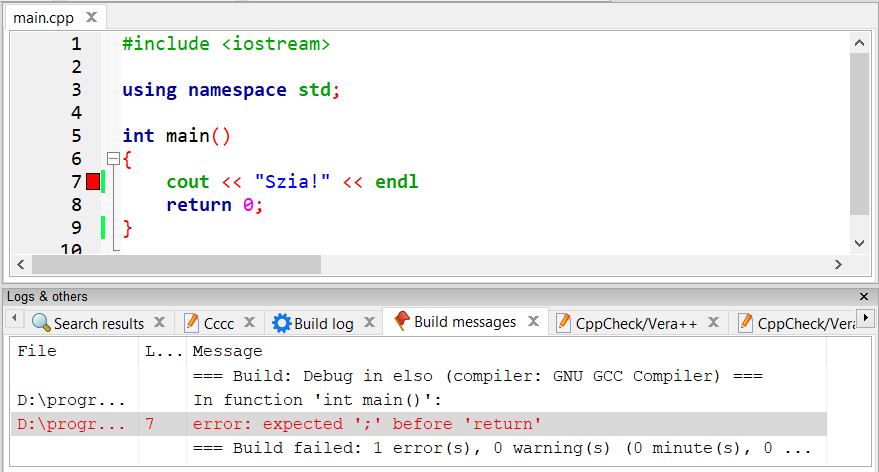 main.cpp
1 #include <iostream>
2
3 using namespace std;
4
5 int main()
6 {
7 cout << "Szia!" << endl
8 return 0;
9 }
10
Logs & others
Search results Cccc Build log Build messages CppCheck/Vera++ CppCheck/Vera
File L... Message
=== Build: Debug in elso (compiler: GNU GCC Compiler) ===
D:\progr... In function 'int main()':
D:\progr... 7 error: expected ';' before 'return'
=== Build failed: 1 error(s), 0 warning(s) (0 minute(s), 0 ...